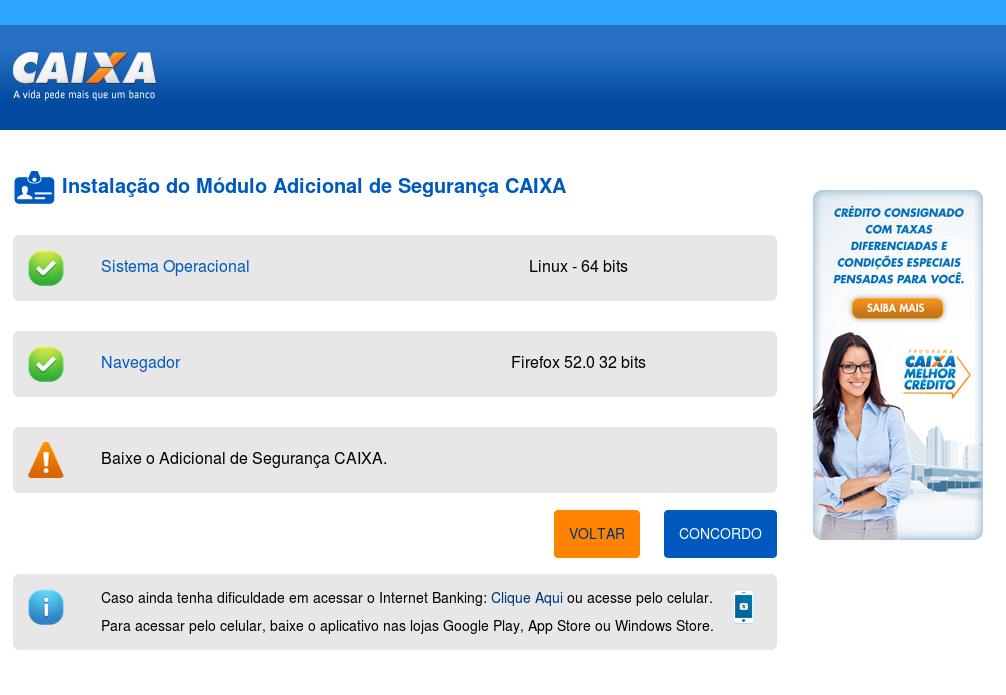 CAIXA
A vida pede mais que um banco
Instalação do Módulo Adicional de Segurança CAIXA
Sistema Operacional
Linux - 64 bits
Navegador
Firefox 52.0 32 bits
Baixe o Adicional de Segurança CAIXA.
VOLTAR
CONCORDO
Caso ainda tenha dificuldade em acessar o Internet Banking: Clique Aqui ou acesse pelo celular.
Para acessar pelo celular, baixe o aplicativo nas lojas Google Play, App Store ou Windows Store.
CRÉDITO CONSIGNADO
COM TAXAS
DIFERENCIADAS E
CONDIÇÕES ESPECIAIS
PENSADAS PARA VOCÊ.
SAIBA MAIS
PROGRAMA
CAIXA
MELHOR
CRÉDITO